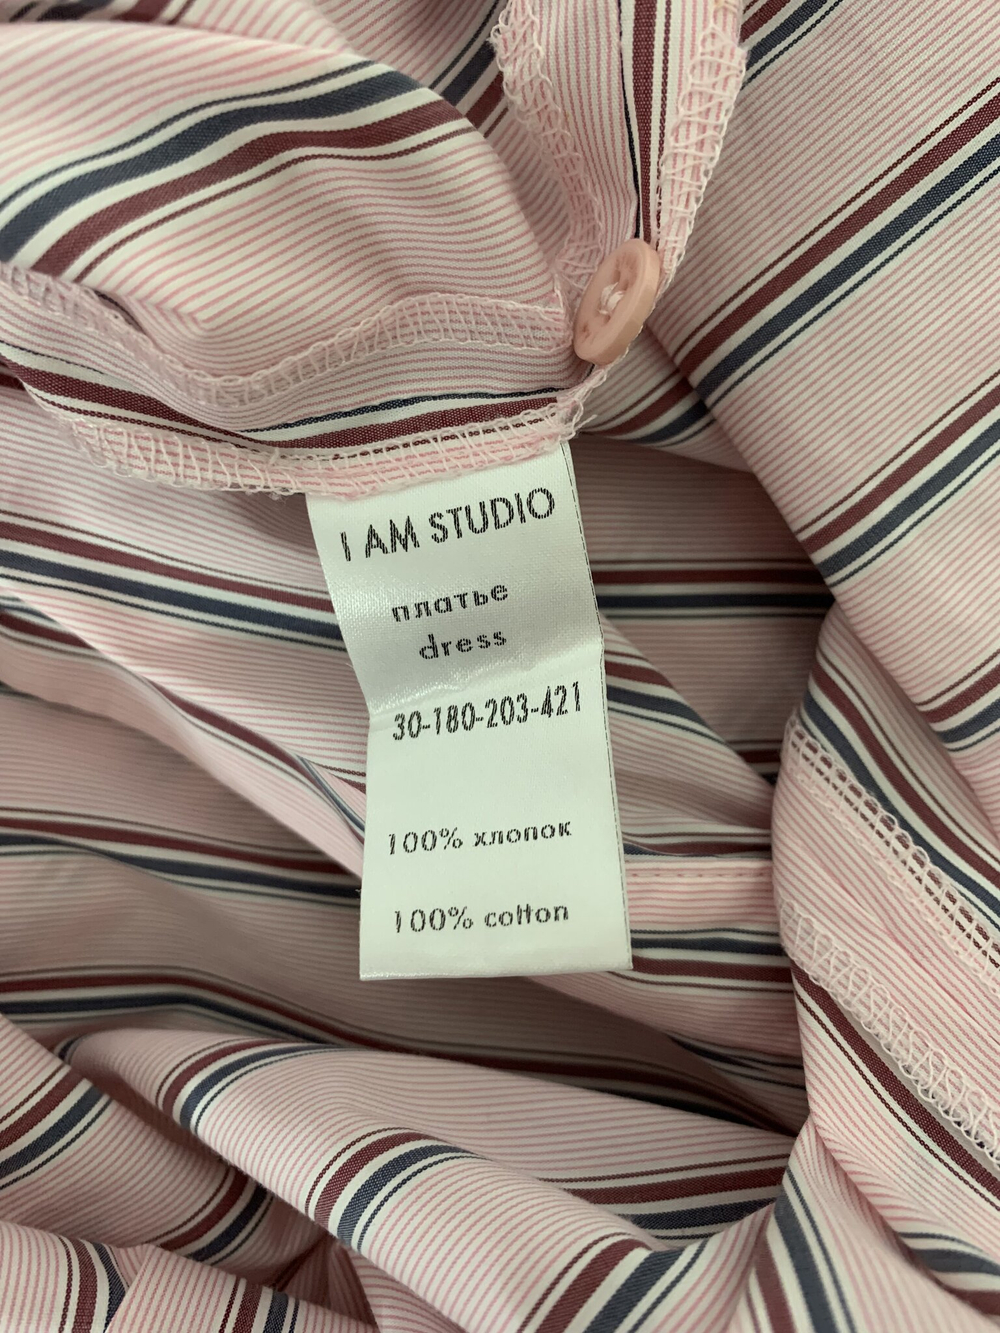 I AM STUDIO
платье
dress
30-180-203-421
100% хлопок
100% cotton